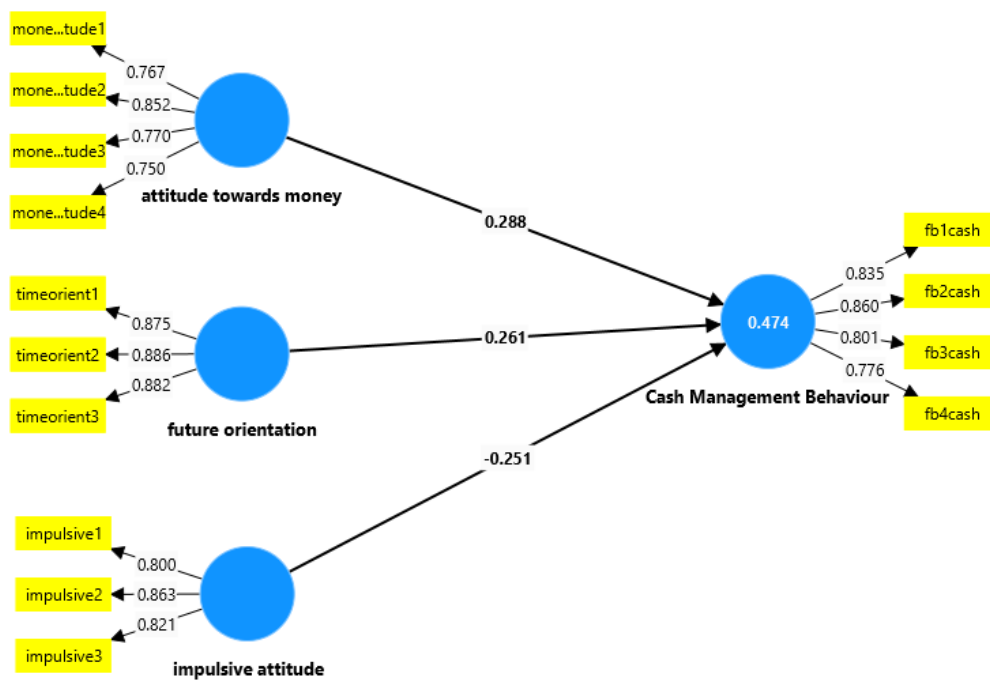 mone...tude1
0.767
mone...tude2
0.852
mone...tude3
0.770
mone...tude4
0.750
attitude towards money
0.288
timeorient1
0.875
timeorient2
0.886
timeorient3
0.882
future orientation
0.261
impulsive1
0.800
impulsive2
0.863
impulsive3
0.821
impulsive attitude
-0.251
0.474
Cash Management Behaviour
fb1cash
0.835
fb2cash
0.860
fb3cash
0.801
fb4cash
0.776